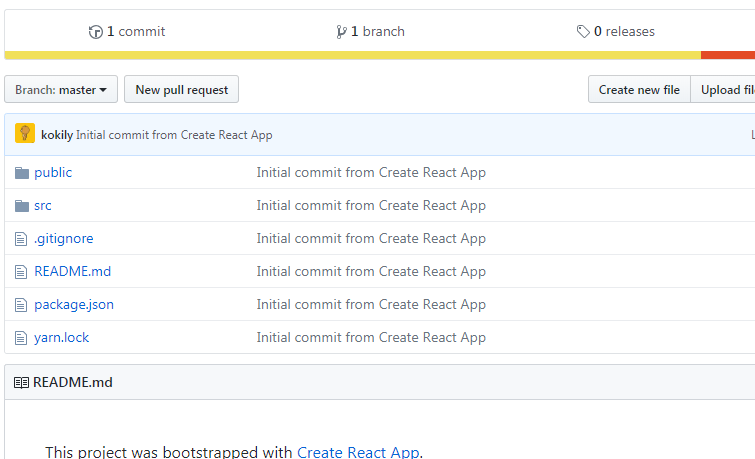 1 commit 1 branch 0 releases
Branch: master New pull request Create new file Upload
kokily Initial commit from Create React App
public Initial commit from Create React App
src Initial commit from Create React App
.gitignore Initial commit from Create React App
README.md Initial commit from Create React App
package.json Initial commit from Create React App
yarn.lock Initial commit from Create React App
README.md
This project was bootstrapped with Create React App.